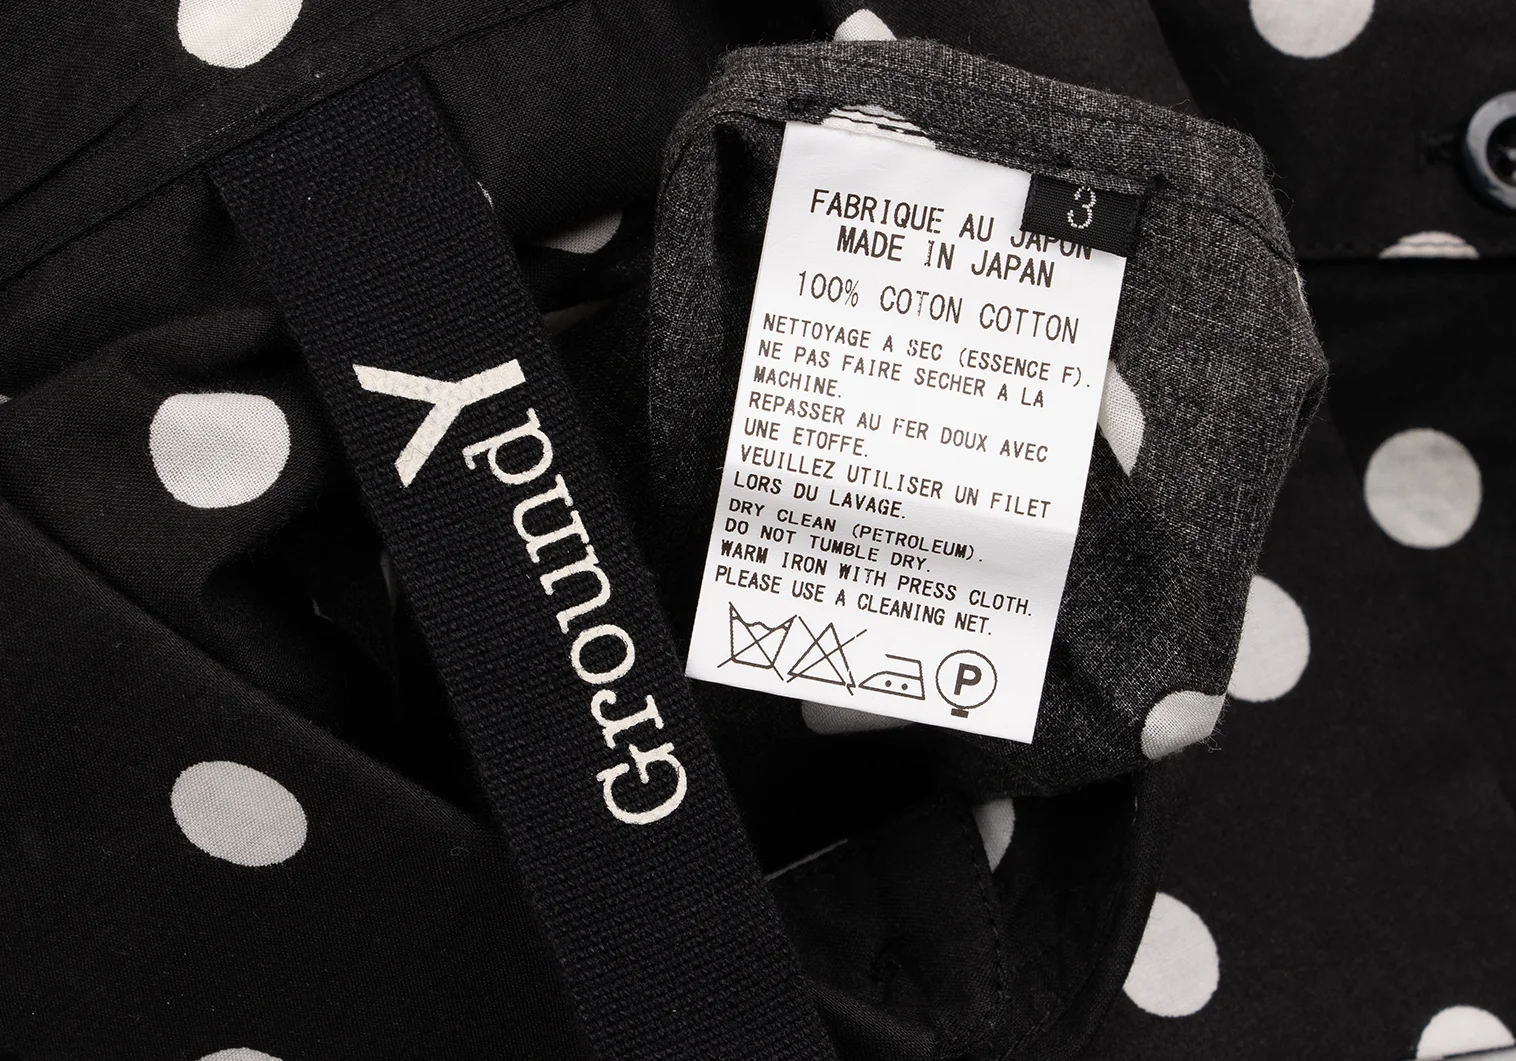 GroundY
3
FABRIQUE AU JAPON
MADE IN JAPAN
100% COTON COTTON
NETTOYAGE A SEC (ESSENCE F).
NE PAS FAIRE SECHER A LA
MACHINE.
REPASSER AU FER DOUX AVEC
UNE ETOFFE.
VEUILLEZ UTILISER UN FILET
LORS DU LAVAGE.
DRY CLEAN (PETROLEUM).
DO NOT TUMBLE DRY.
WARM IRON WITH PRESS CLOTH.
PLEASE USE A CLEANING NET.
P